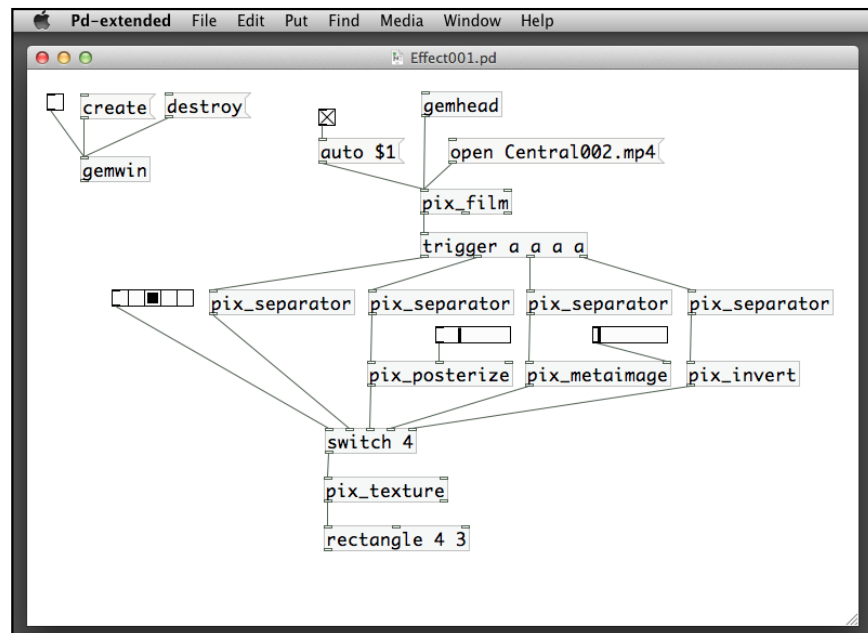 Pd-extended File Edit Put Find Media Window Help
Effect001.pd
create destroy gemhead
auto $1 open Central002.mp4
gemwin
pix_film
trigger a a a a
pix_separator pix_separator pix_separator pix_separator
pix_posterize pix_metaimage pix_invert
switch 4
pix_texture
rectangle 4 3